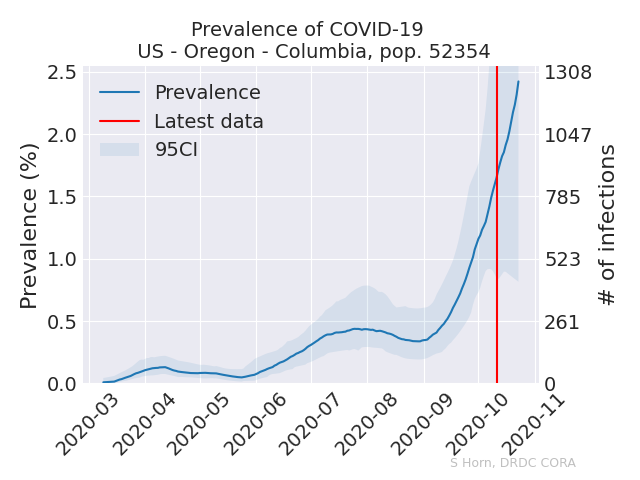 Prevalence of COVID-19
US - Oregon - Columbia, pop. 52354
Prevalence (%)
2.5
2.0
1.5
1.0
0.5
0.0
Prevalence
Latest data
95CI
1308
1047
785
523
261
0
# of infections
2020-03
2020-04
2020-05
2020-06
2020-07
2020-08
2020-09
2020-10
2020-11
S Horn, DRDC CORA